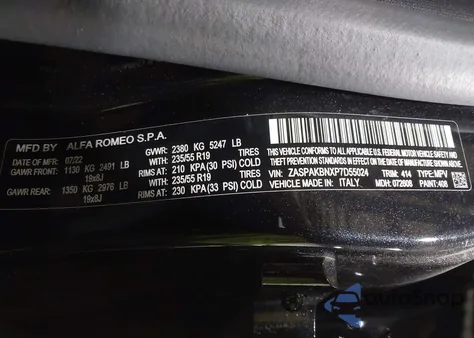 MFD BY ALFA ROMEO S.P.A.
DATE OF MFR: 07/22 GVWR: 2380 KG 5247 LB
GAWR FRONT: 1130 KG 2491 LB WITH TIRES 235/55 R19
19x8J RIMS AT: 210 KPA (30 PSI) COLD
GAWR REAR: 1350 KG 2976 LB WITH TIRES 235/55 R19
19x8J RIMS AT: 230 KPA (33 PSI) COLD
THIS VEHICLE CONFORMS TO ALL APPLICABLE
FEDERAL MOTOR VEHICLE SAFETY, BUMPER, AND
THEFT PREVENTION STANDARDS IN EFFECT ON THE
DATE OF MANUFACTURE SHOWN ABOVE.
VIN: ZASPAKBNXP7D55024 TRIM: 414 TYPE: MPV
VEHICLE MADE IN: ITALY. MDH: 072808 PAINT: 408
autoSnap